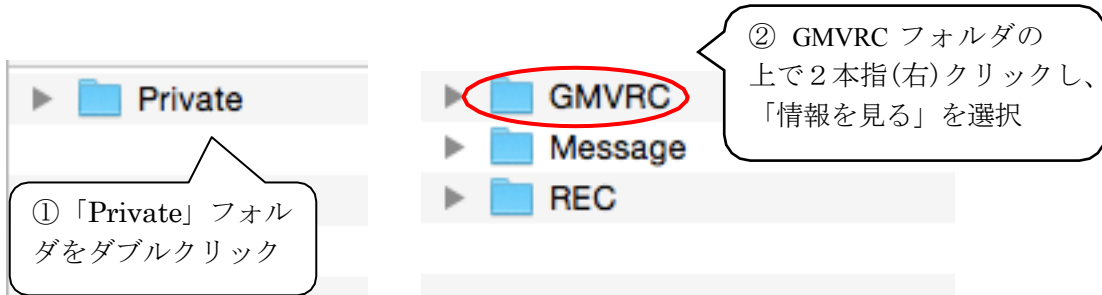 Private
①「Private」フォル
ダをダブルクリック
GMVRC
Message
REC
② GMVRC フォルダの
上で２本指(右)クリックし、
「情報を見る」を選択